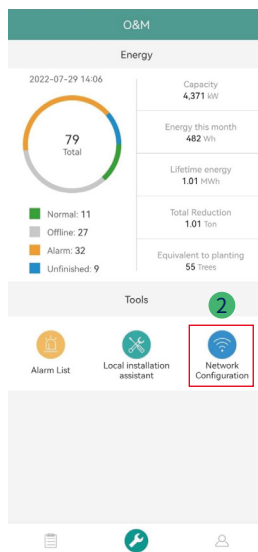 O&M
Energy
2022-07-29 14:06
79
Total
Normal: 11
Offline: 27
Alarm: 32
Unfinished: 9
Capacity
4,371 kW
Energy this month
482 Wh
Lifetime energy
1.01 MWh
Total Reduction
1.01 Ton
Equivalent to planting
55 Trees
Tools
2
Alarm List
Local installation
assistant
Network
Configuration